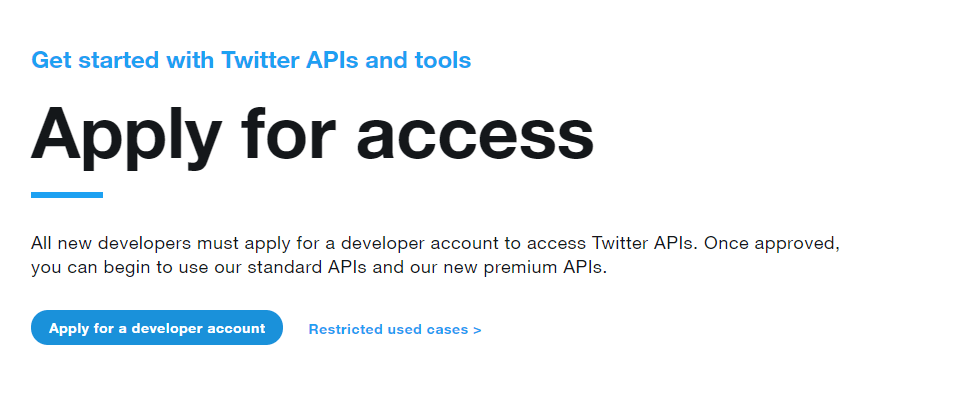 Get started with Twitter APIs and tools
Apply for access
All new developers must apply for a developer account to access Twitter APIs. Once approved,
you can begin to use our standard APIs and our new premium APIs.
Apply for a developer account
Restricted used cases >